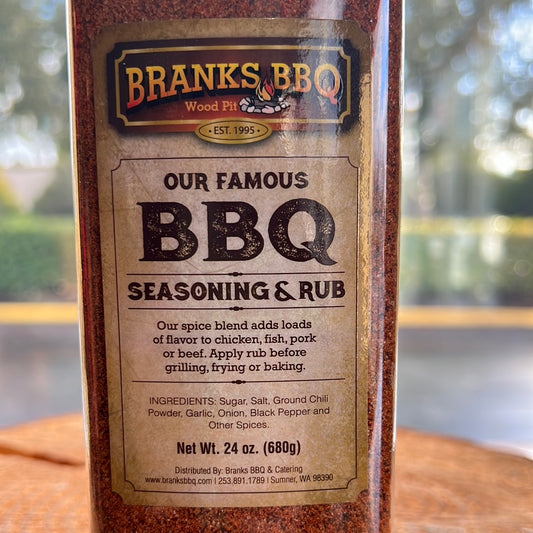 BRANKS BBQ
Wood Pit
• EST. 1995 •
OUR FAMOUS
BBQ
SEASONING & RUB
Our spice blend adds loads
of flavor to chicken, fish, pork
or beef. Apply rub before
grilling, frying or baking.
INGREDIENTS: Sugar, Salt, Ground Chili
Powder, Garlic, Onion, Black Pepper and
Other Spices.
Net Wt. 24 oz. (680g)
Distributed By: Branks BBQ & Catering
www.branksbbq.com | 253.891.1789 | Sumner, WA 98390